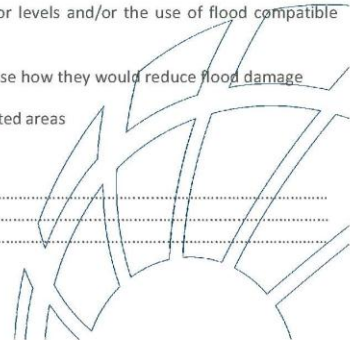 or levels and/or the use of flood compatible
se how they would reduce flood damage
ted areas